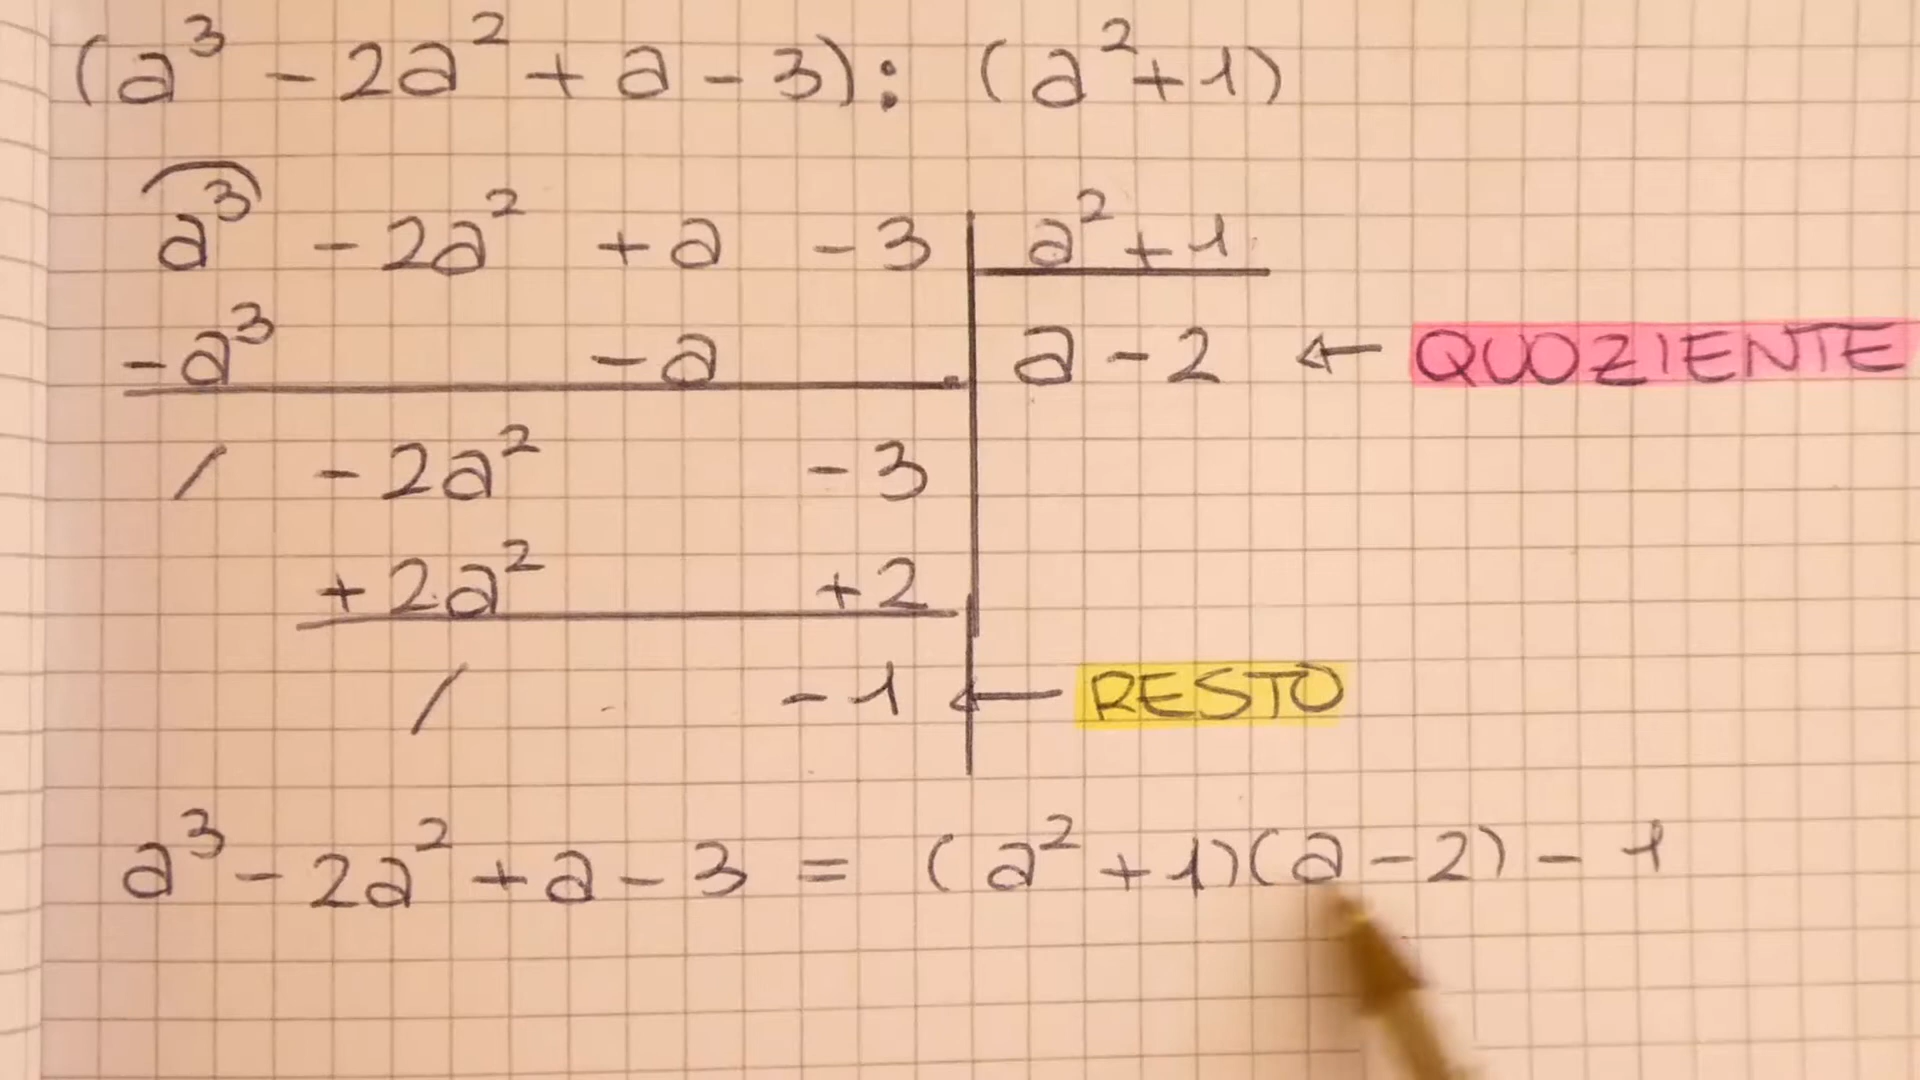 (a³ - 2a² + a - 3): (a² + 1)
a³ - 2a² + a - 3 | a² + 1
-a³ - a | a - 2 ← QUOZIENTE
/ - 2a² - 3
+ 2a² + 2
/ - 1 ← RESTO
a³ - 2a² + a - 3 = (a² + 1)(a - 2) - 1